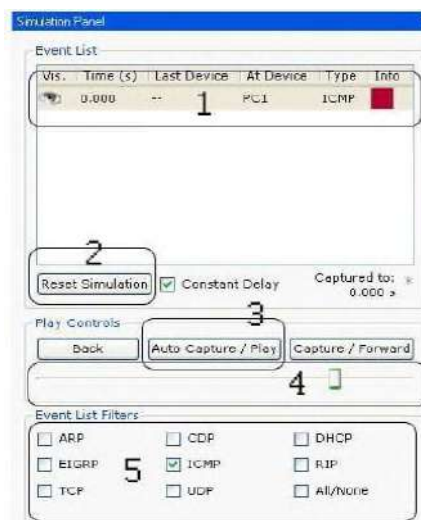 Simulation Panel
Event List
Vis. Time (s) Last Device At Device Type Info
0.000 -- PC1 ICMP
1
2
Reset Simulation Constant Delay Captured to: *
0.000 s
3
Play Controls
Back Auto Capture / Play Capture / Forward
4
Event List Filters
ARP CDP DHCP
EIGRP ICMP RIP
5
TCP UDP All/None